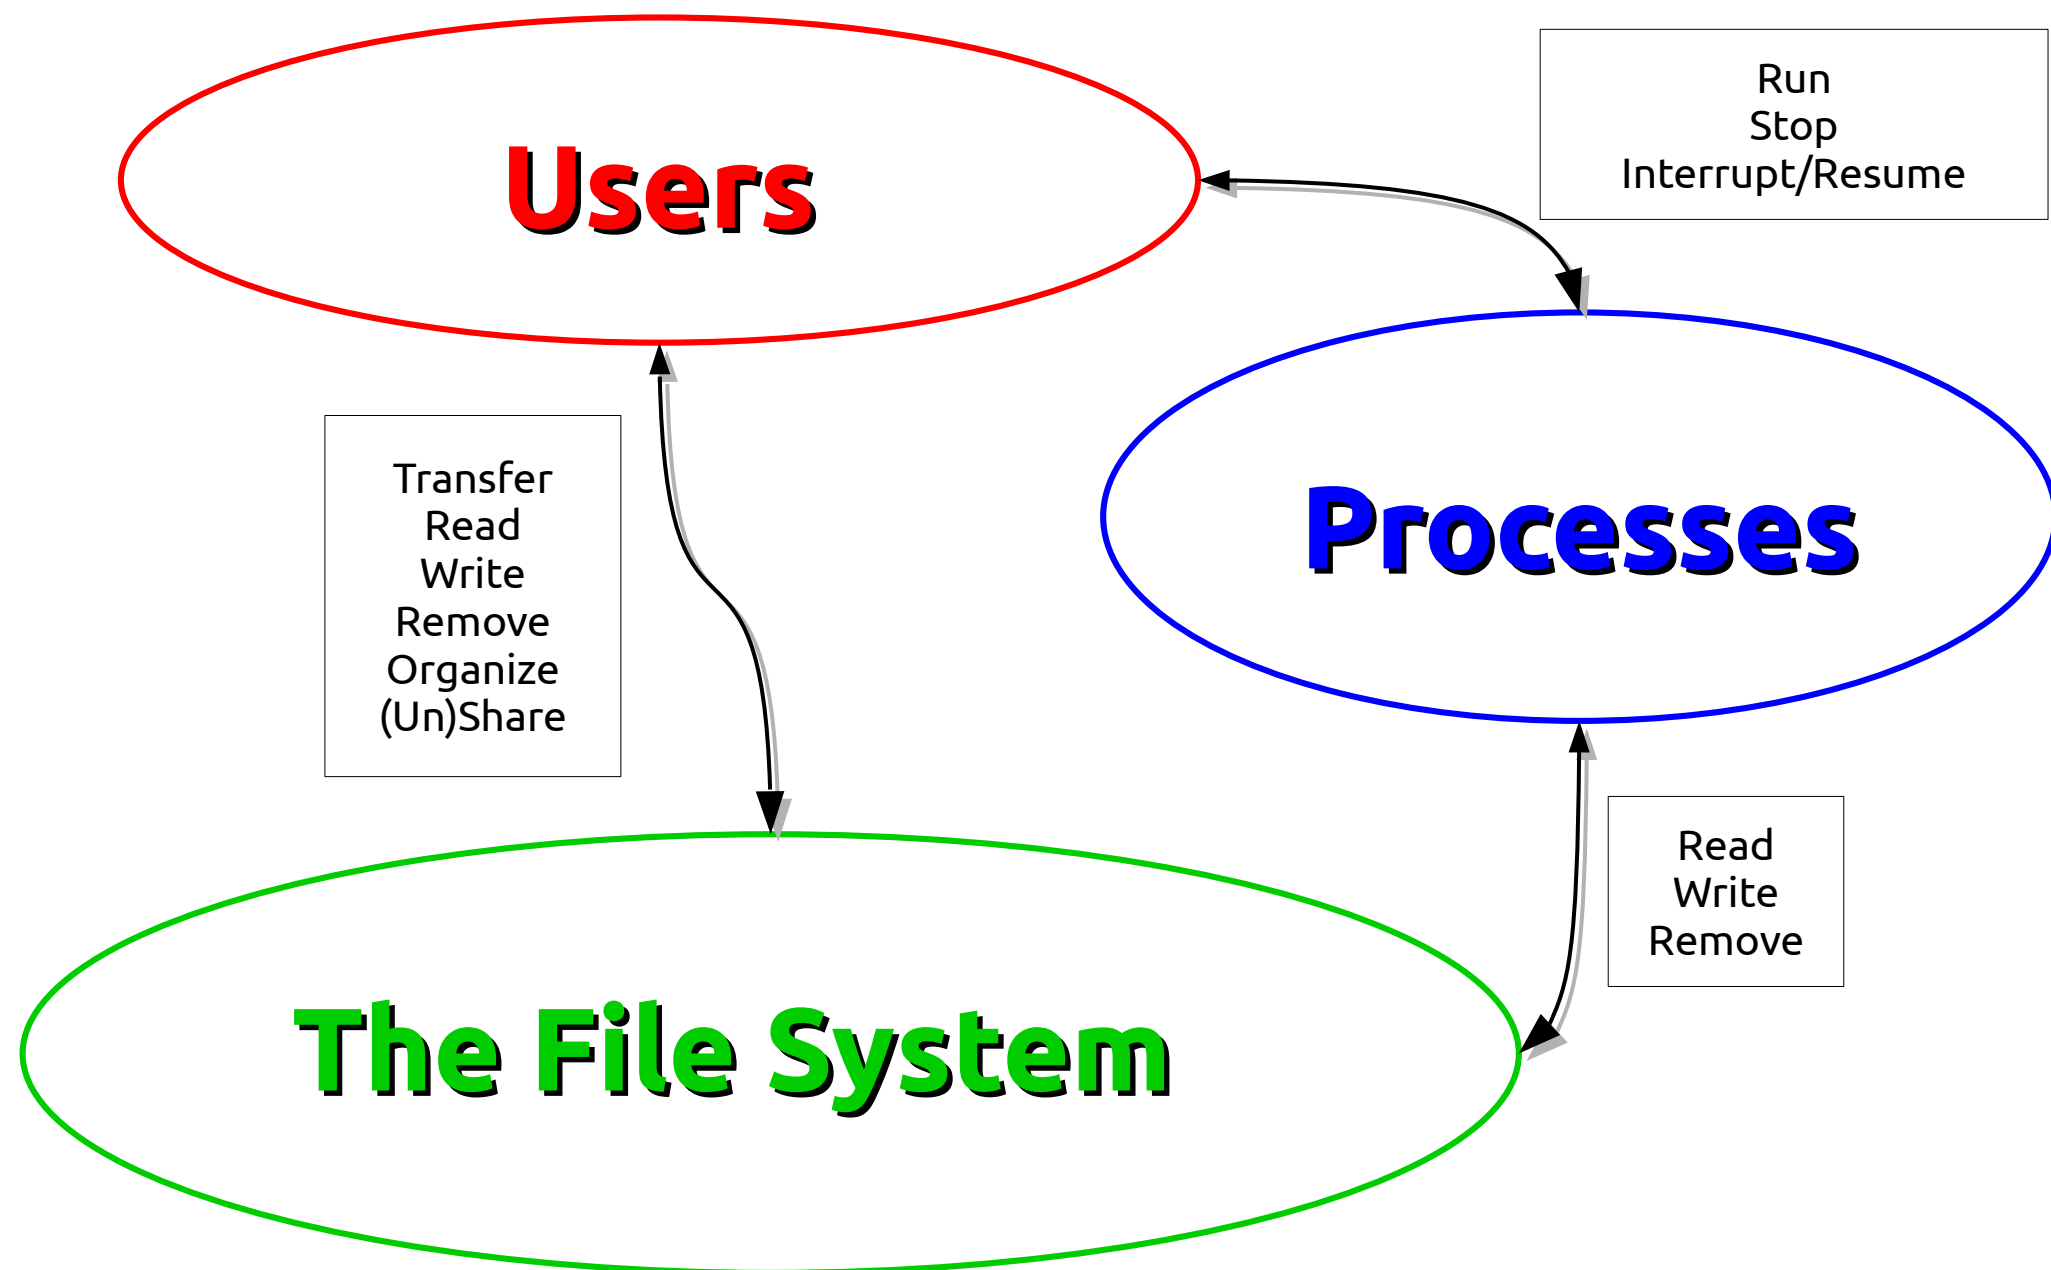 Users
Run
Stop
Interrupt/Resume
Transfer
Read
Write
Remove
Organize
(Un)Share
Processes
Read
Write
Remove
The File System